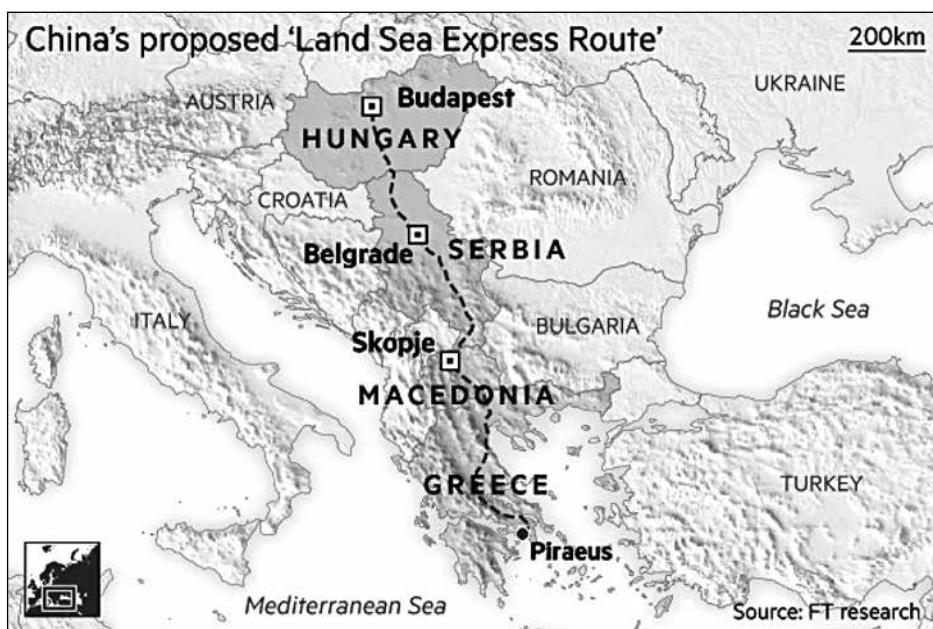 China's proposed 'Land Sea Express Route'
200km
UKRAINE
AUSTRIA
Budapest
HUNGARY
ROMANIA
CROATIA
Belgrade
SERBIA
Black Sea
ITALY
BULGARIA
Skopje
MACEDONIA
GREECE
TURKEY
Piraeus
Mediterranean Sea
Source: FT research